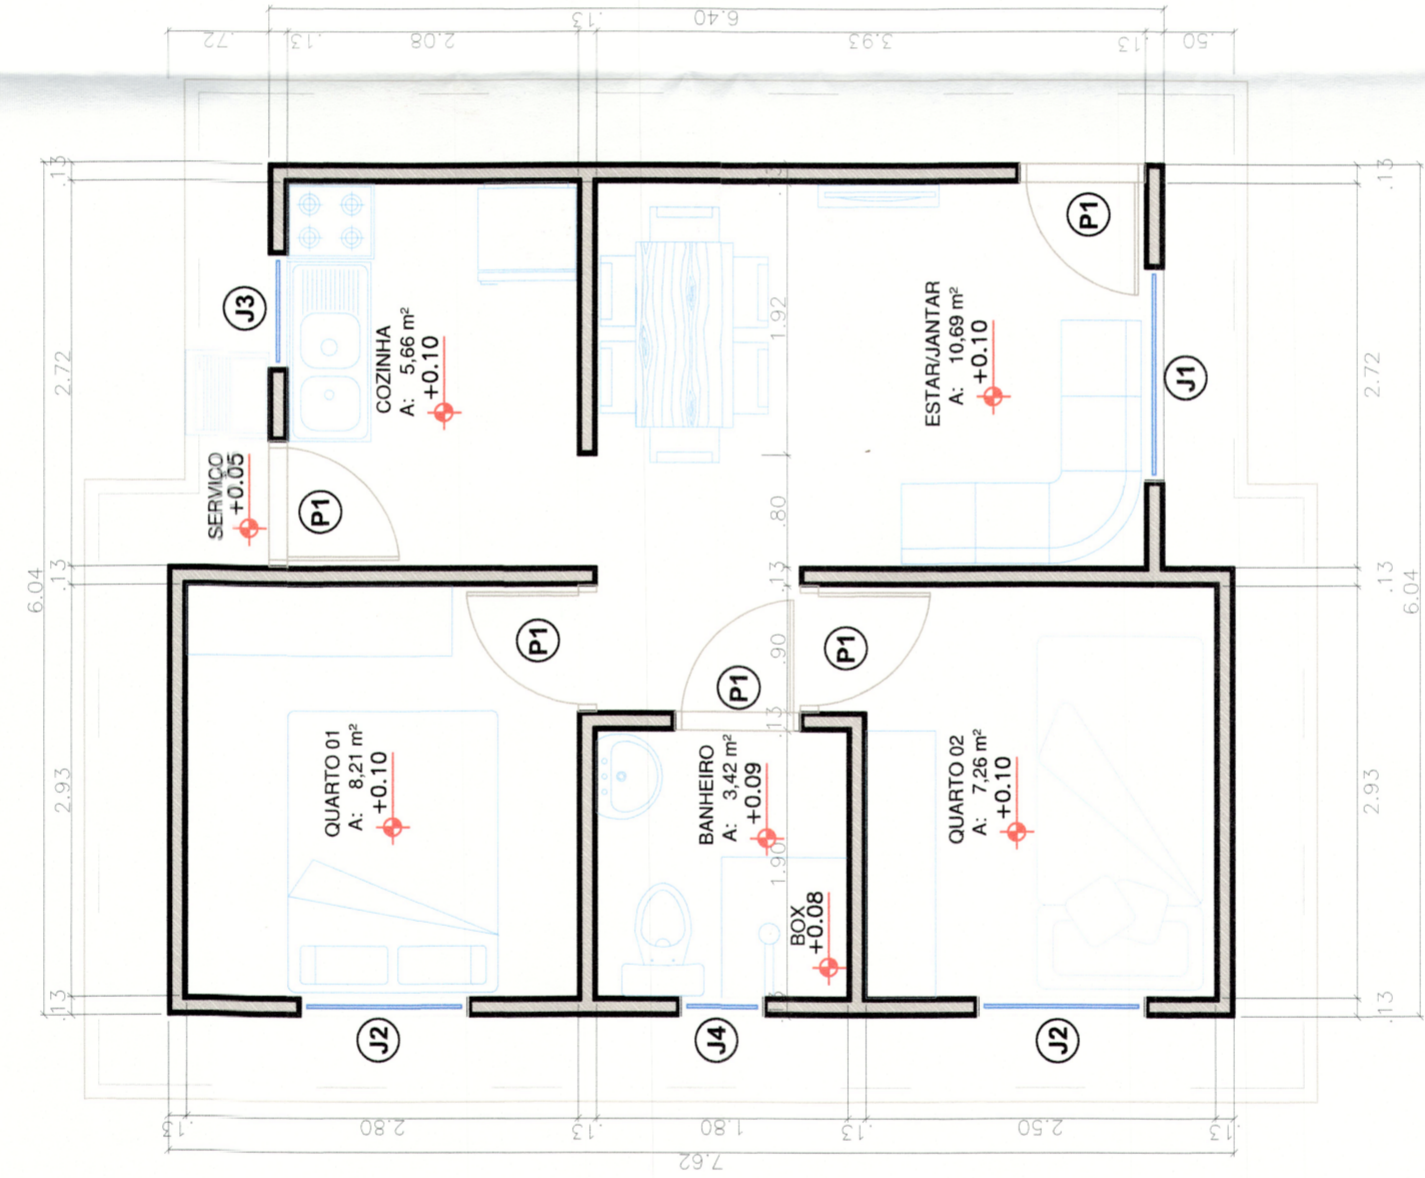 6.40
.72
.13
2.08
.13
3.93
.13
.50
.13
2.72
.13
2.93
.13
6.04
J3
COZINHA
A: 5,66 m²
+0.10
SERVIÇO
+0.05
P1
ESTAR/JANTAR
A: 10,69 m²
+0.10
P1
J1
1.92
.80
.13
.90
.13
1.90
P1
P1
P1
QUARTO 01
A: 8,21 m²
+0.10
BANHEIRO
A: 3,42 m²
+0.09
BOX
+0.08
QUARTO 02
A: 7,26 m²
+0.10
J2
J4
J2
.13
2.72
.13
2.93
.13
6.04
.13
2.80
.13
1.80
.13
2.50
.13
7.62